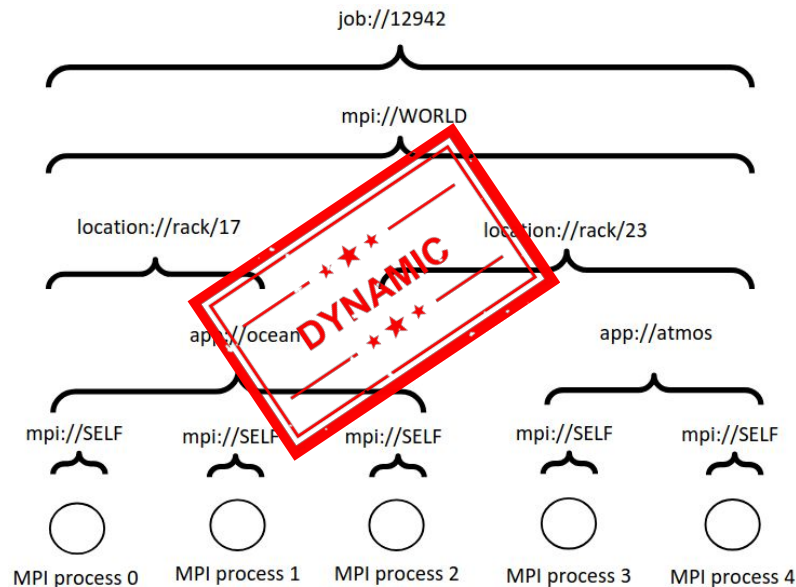 job://12942
mpi://WORLD
location://rack/17
location://rack/23
DYNAMIC
app://ocean
app://atmos
mpi://SELF
mpi://SELF
mpi://SELF
mpi://SELF
mpi://SELF
MPI process 0
MPI process 1
MPI process 2
MPI process 3
MPI process 4